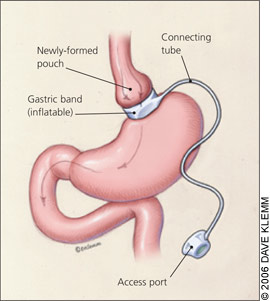 Newly-formed
pouch
Connecting
tube
Gastric band
(inflatable)
Access port
© 2006 DAVE KLEMM